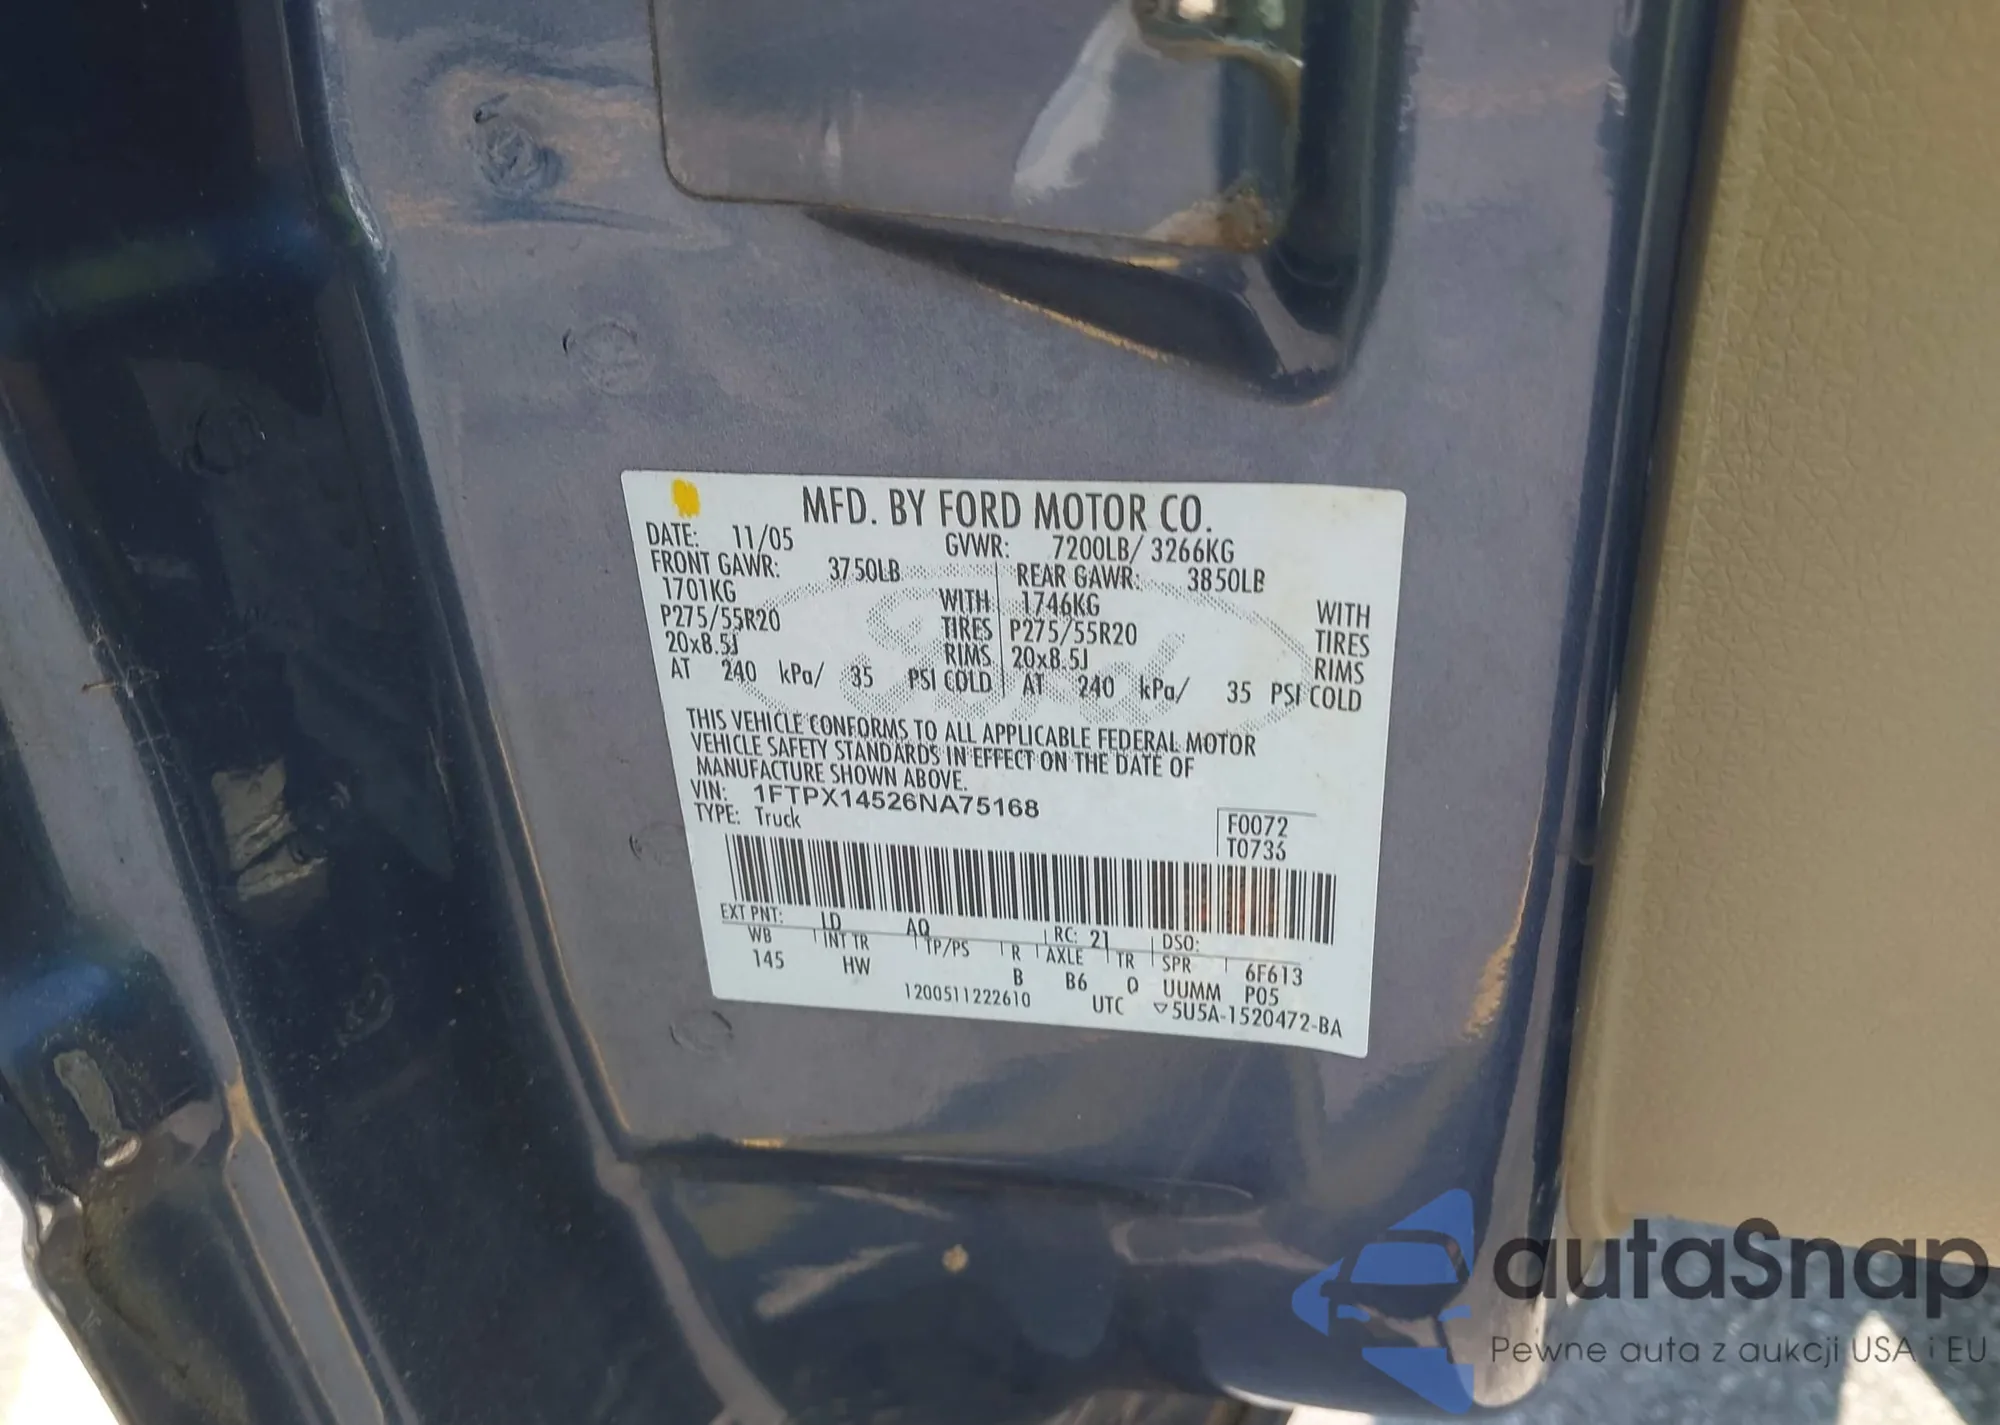 MFD. BY FORD MOTOR CO.
DATE: 11/05 GVWR: 7200LB/ 3266KG
FRONT GAWR: 3750LB REAR GAWR: 3850LB
1701KG WITH 1746KG WITH
P275/55R20 TIRES P275/55R20 TIRES
20x8.5J RIMS 20x8.5J RIMS
AT 240 kPa/ 35 PSI COLD AT 240 kPa/ 35 PSI COLD
THIS VEHICLE CONFORMS TO ALL APPLICABLE FEDERAL MOTOR
VEHICLE SAFETY STANDARDS IN EFFECT ON THE DATE OF
MANUFACTURE SHOWN ABOVE.
VIN: 1FTPX14526NA75168
TYPE: Truck
F0072
T0736
EXT PNT: LD AQ RC: 21 DSO:
WB INT TR TP/PS R AXLE TR SPR 6F613
145 HW B B6 Q UUMM P05
1200511222610 UTC ▽5U5A-1520472-BA
autaSnap
Pewne auta z aukcji USA i EU